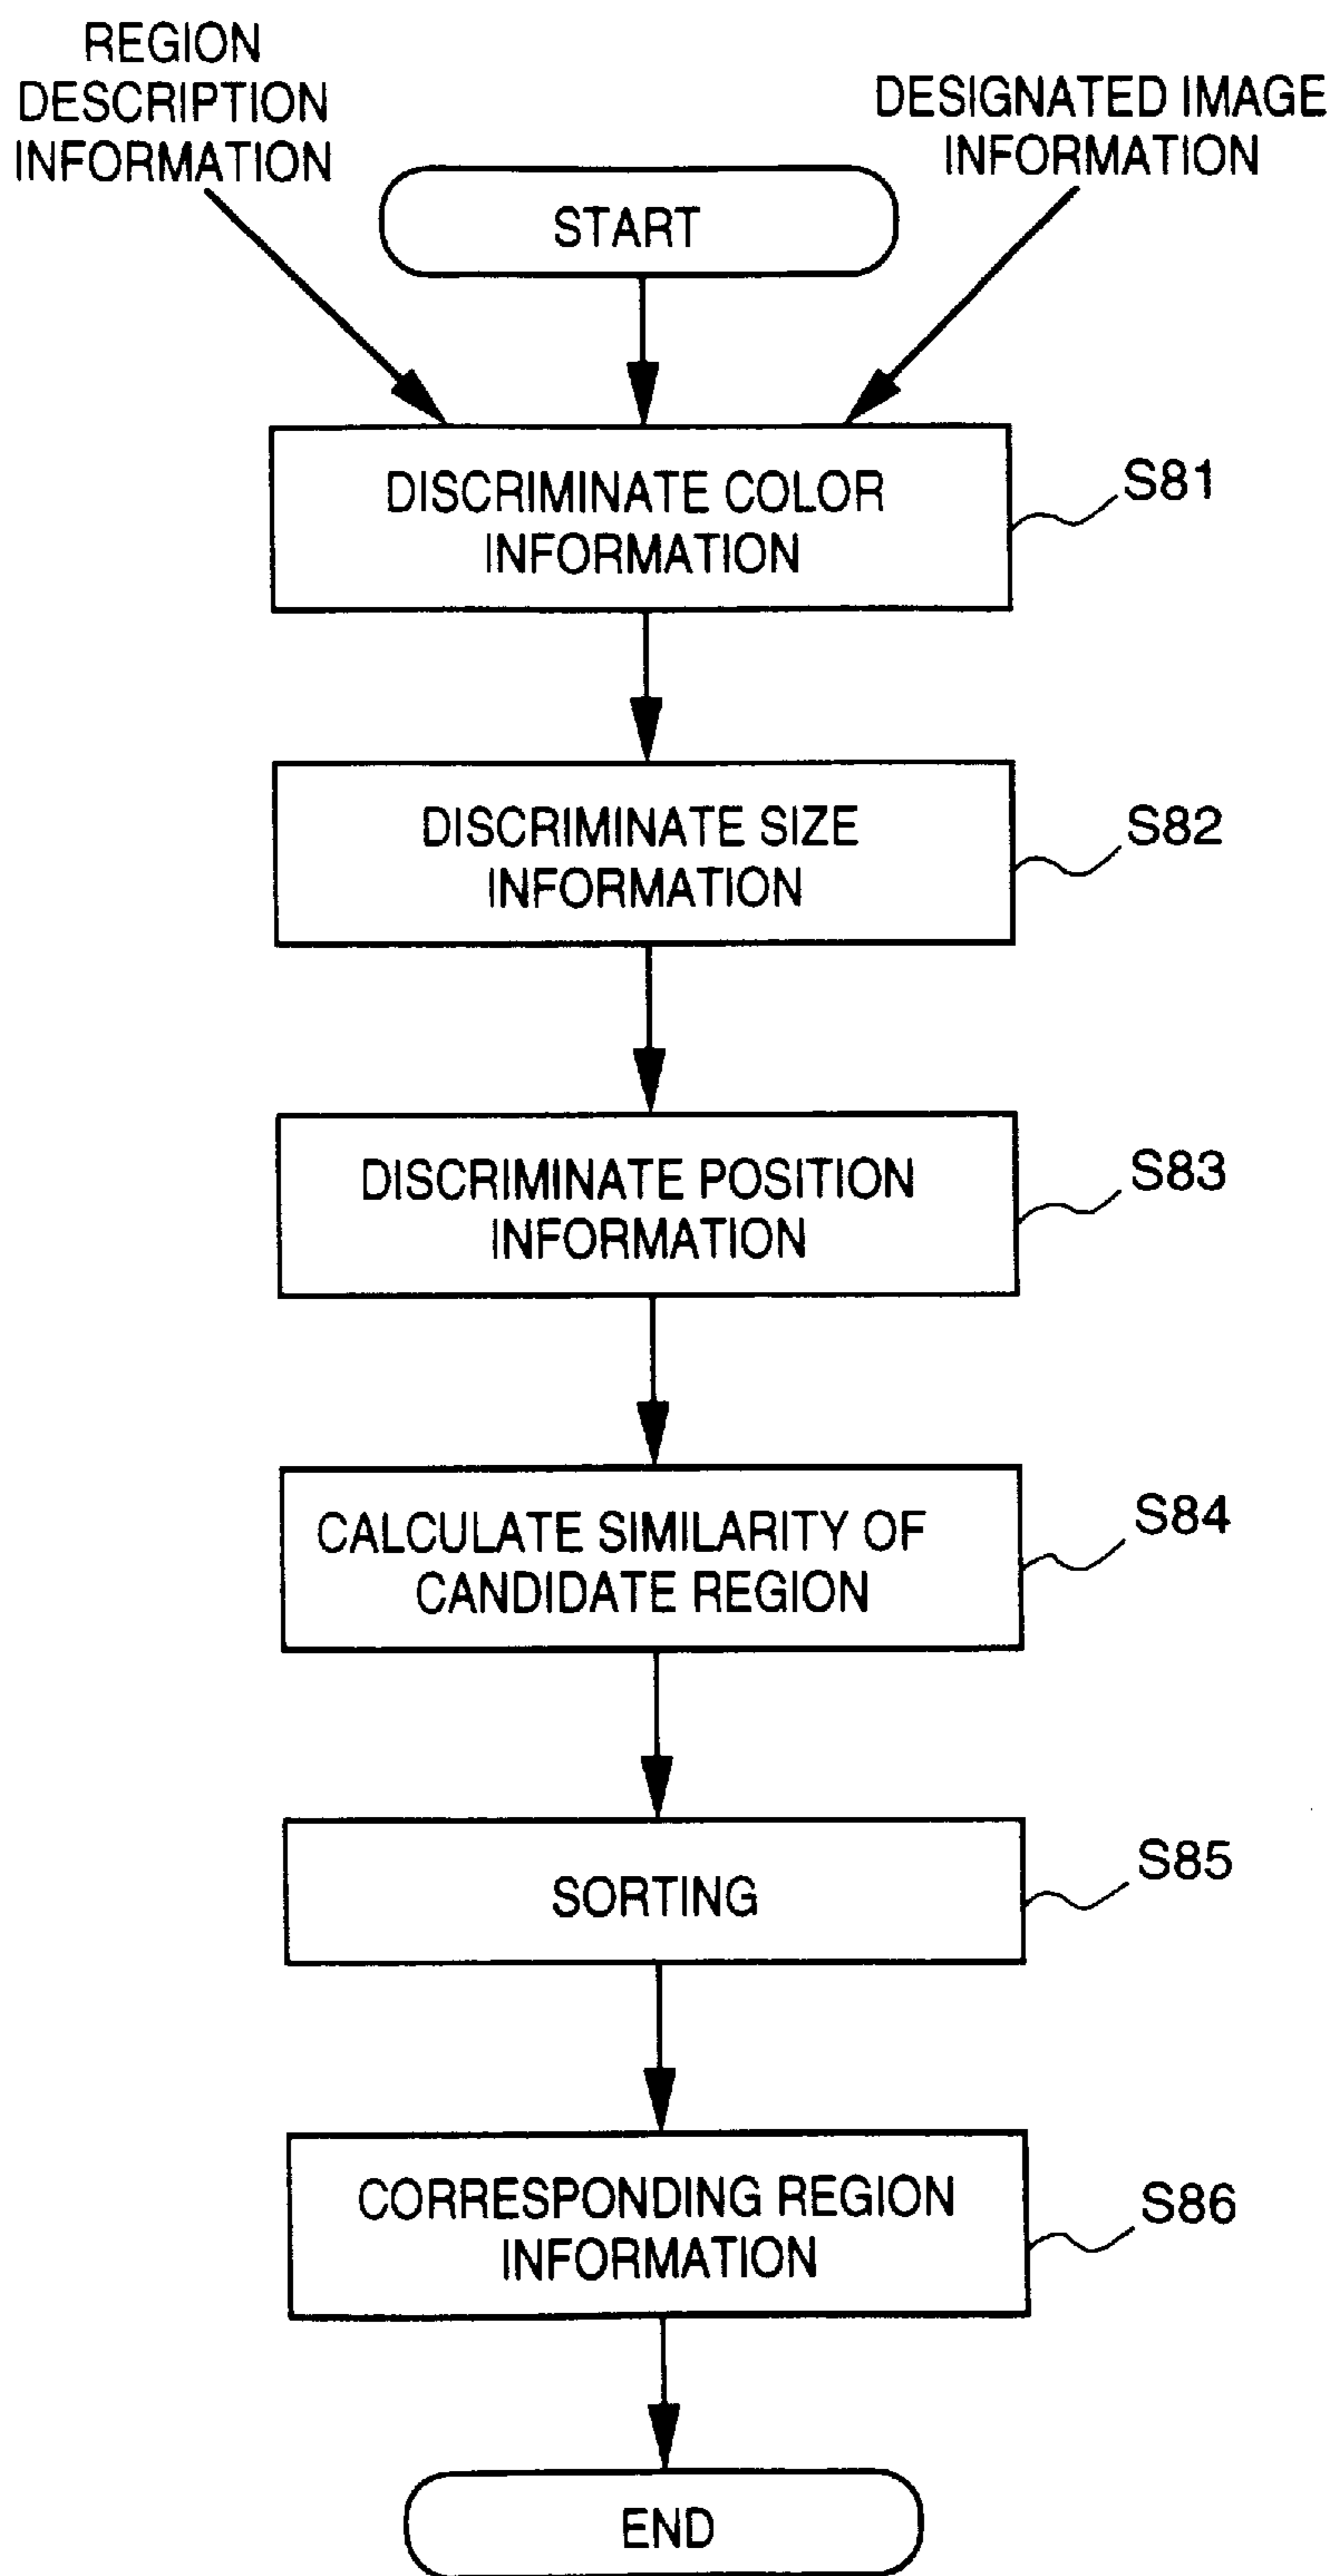 REGION
DESCRIPTION
INFORMATION
DESIGNATED IMAGE
INFORMATION
START
DISCRIMINATE COLOR
INFORMATION
S81
DISCRIMINATE SIZE
INFORMATION
S82
DISCRIMINATE POSITION
INFORMATION
S83
CALCULATE SIMILARITY OF
CANDIDATE REGION
S84
SORTING
S85
CORRESPONDING REGION
INFORMATION
S86
END